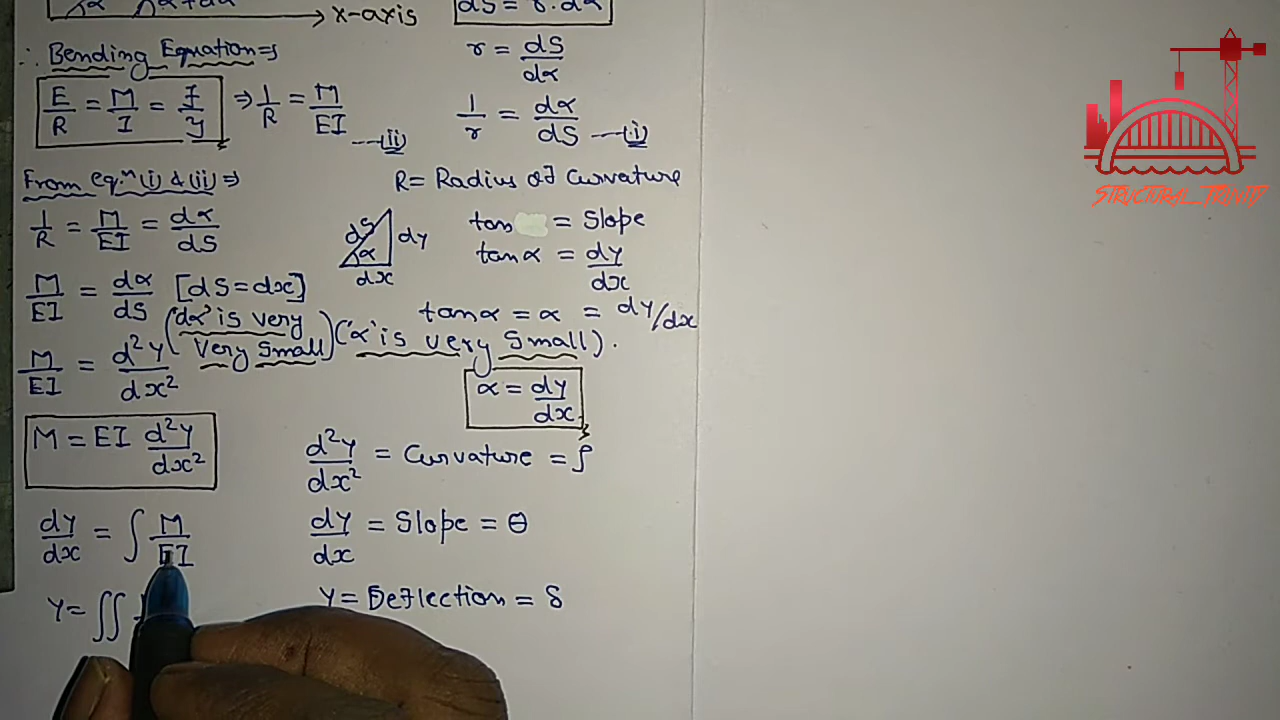 x-axis
dS = r.dα
∴ Bending Equation⇒
E/R = M/I = f/y ⇒ 1/R = M/EI —(ii)
r = dS/dα
1/r = dα/dS —(i)
From eq.ⁿ (i) & (ii) ⇒
R = Radius of Curvature
1/R = M/EI = dα/dS
dS
α
dy
dx
tan = Slope
tanα = dy/dx
M/EI = dα/dS [dS = dx]
('dα' is very
Very Small)
tanα = α = dy/dx
('α' is very Small).
M/EI = d²y/dx²
α = dy/dx
M = EI d²y/dx²
d²y/dx² = Curvature = ρ
dy/dx = ∫ M/EI
dy/dx = Slope = θ
Y = ∫∫
Y = Deflection = δ
STRUCTURAL_TRINITY